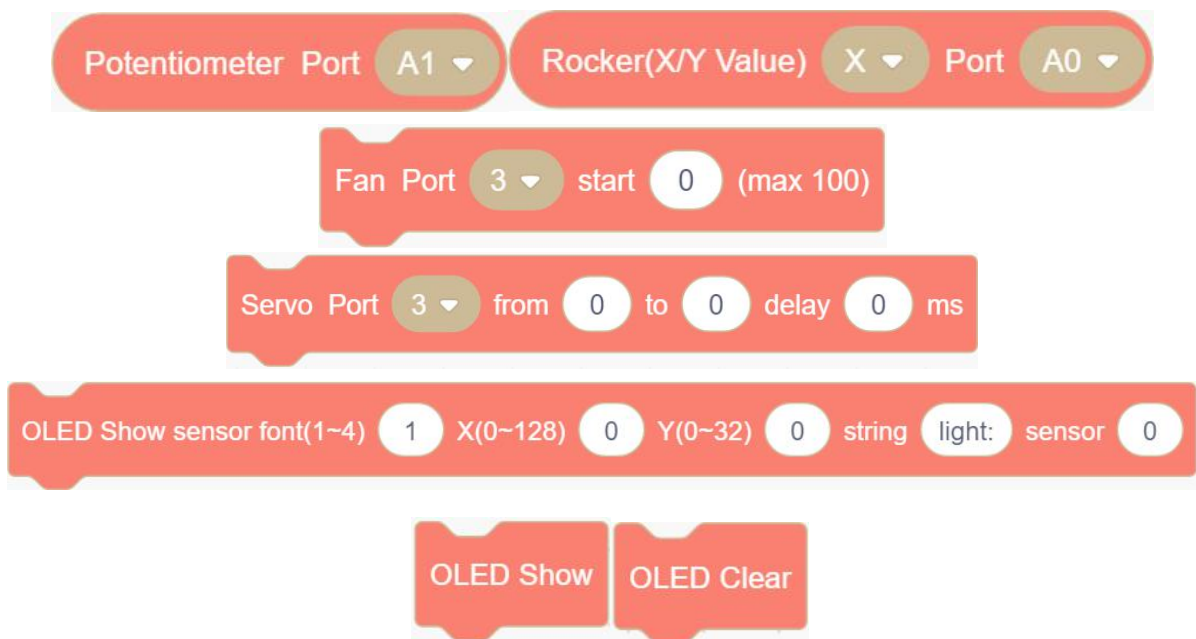 Potentiometer Port A1 Rocker(X/Y Value) X Port A0
Fan Port 3 start 0 (max 100)
Servo Port 3 from 0 to 0 delay 0 ms
OLED Show sensor font(1~4) 1 X(0~128) 0 Y(0~32) 0 string light: sensor 0
OLED Show OLED Clear